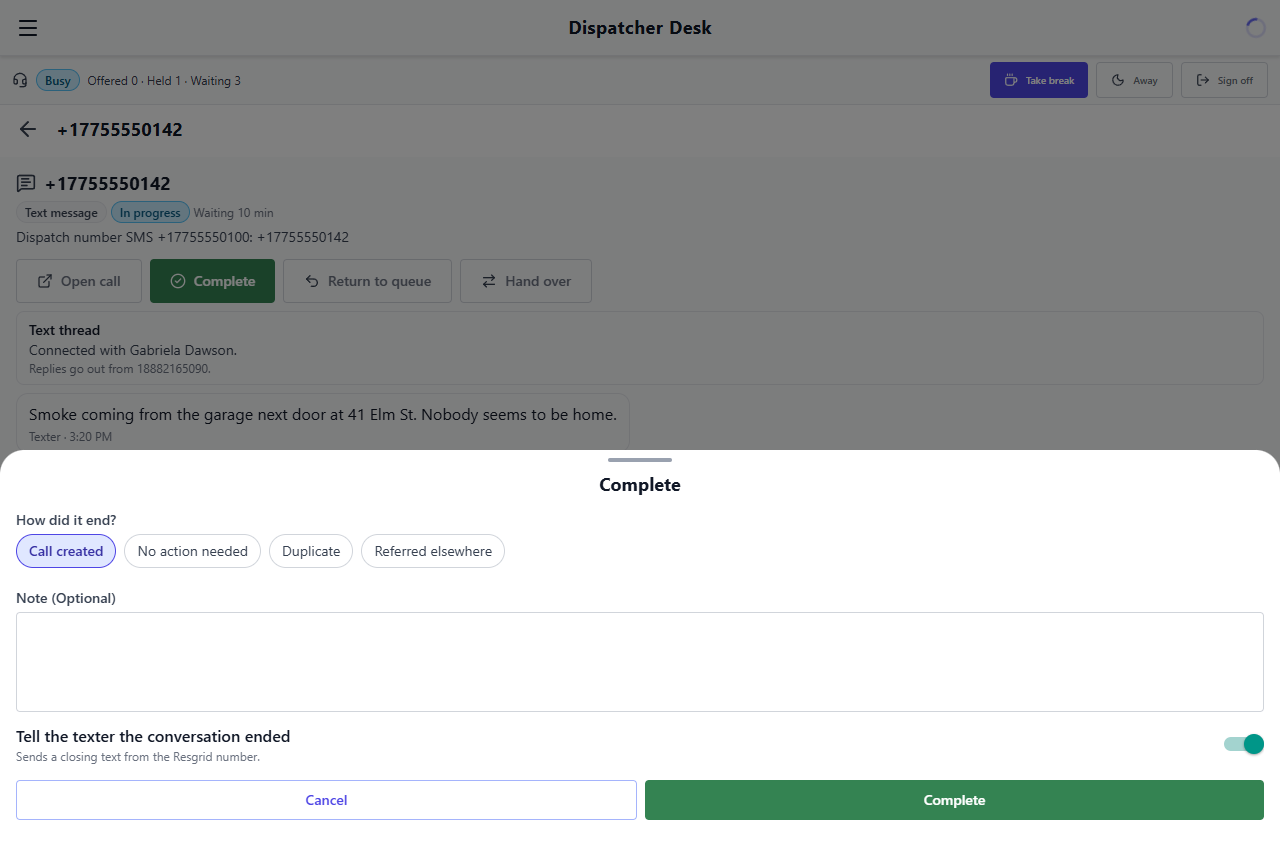 Dispatcher Desk
Busy Offered 0 · Held 1 · Waiting 3 Take break Away Sign off
+17755550142
+17755550142
Text message In progress Waiting 10 min
Dispatch number SMS +17755550100: +17755550142
Open call Complete Return to queue Hand over
Text thread
Connected with Gabriela Dawson.
Replies go out from 18882165090.
Smoke coming from the garage next door at 41 Elm St. Nobody seems to be home.
Texter · 3:20 PM
Complete
How did it end?
Call created No action needed Duplicate Referred elsewhere
Note (Optional)
Tell the texter the conversation ended
Sends a closing text from the Resgrid number.
Cancel Complete